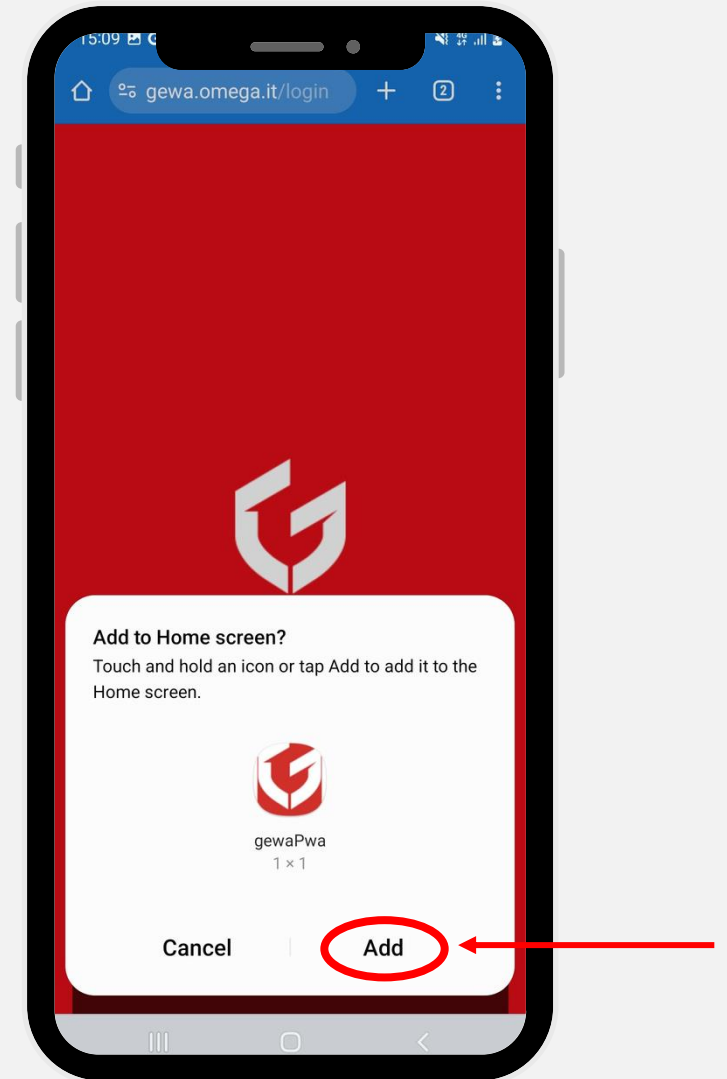 15:09
gewa.omega.it/login
2
Add to Home screen?
Touch and hold an icon or tap Add to add it to the
Home screen.
gewaPwa
1 × 1
Cancel
Add